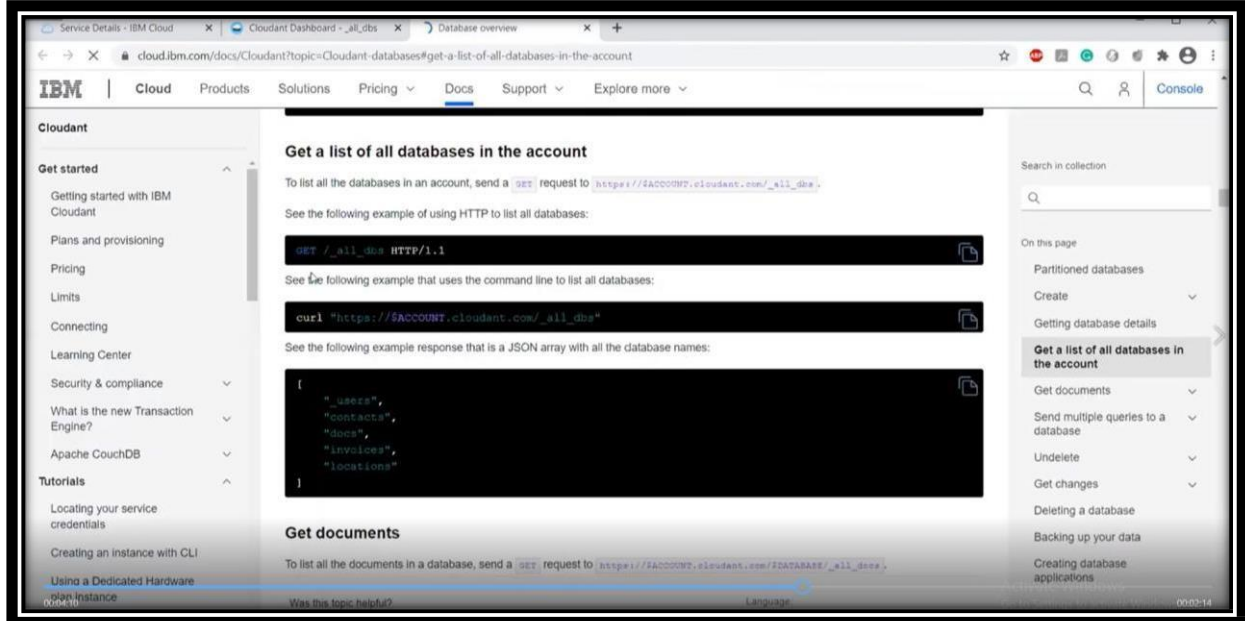 Service Details - IBM Cloud
Cloudant Dashboard - _all_dbs
Database overview
cloud.ibm.com/docs/Cloudant?topic=Cloudant-databases#get-a-list-of-all-databases-in-the-account
IBM Cloud Products Solutions Pricing Docs Support Explore more Console
Cloudant
Get started
Getting started with IBM
Cloudant
Plans and provisioning
Pricing
Limits
Connecting
Learning Center
Security & compliance
What is the new Transaction
Engine?
Apache CouchDB
Tutorials
Locating your service
credentials
Creating an instance with CLI
Using a Dedicated Hardware
plan instance
00:04:10
Get a list of all databases in the account
To list all the databases in an account, send a GET request to https://$ACCOUNT.cloudant.com/_all_dbs .
See the following example of using HTTP to list all databases:
GET /_all_dbs HTTP/1.1
See the following example that uses the command line to list all databases:
curl "https://$ACCOUNT.cloudant.com/_all_dbs"
See the following example response that is a JSON array with all the database names:
[
"_users",
"contacts",
"docs",
"invoices",
"locations"
]
Get documents
To list all the documents in a database, send a GET request to https://$ACCOUNT.cloudant.com/$DATABASE/_all_docs .
Was this topic helpful?
Language:
Search in collection
On this page
Partitioned databases
Create
Getting database details
Get a list of all databases in
the account
Get documents
Send multiple queries to a
database
Undelete
Get changes
Deleting a database
Backing up your data
Creating database
applications
00:02:14